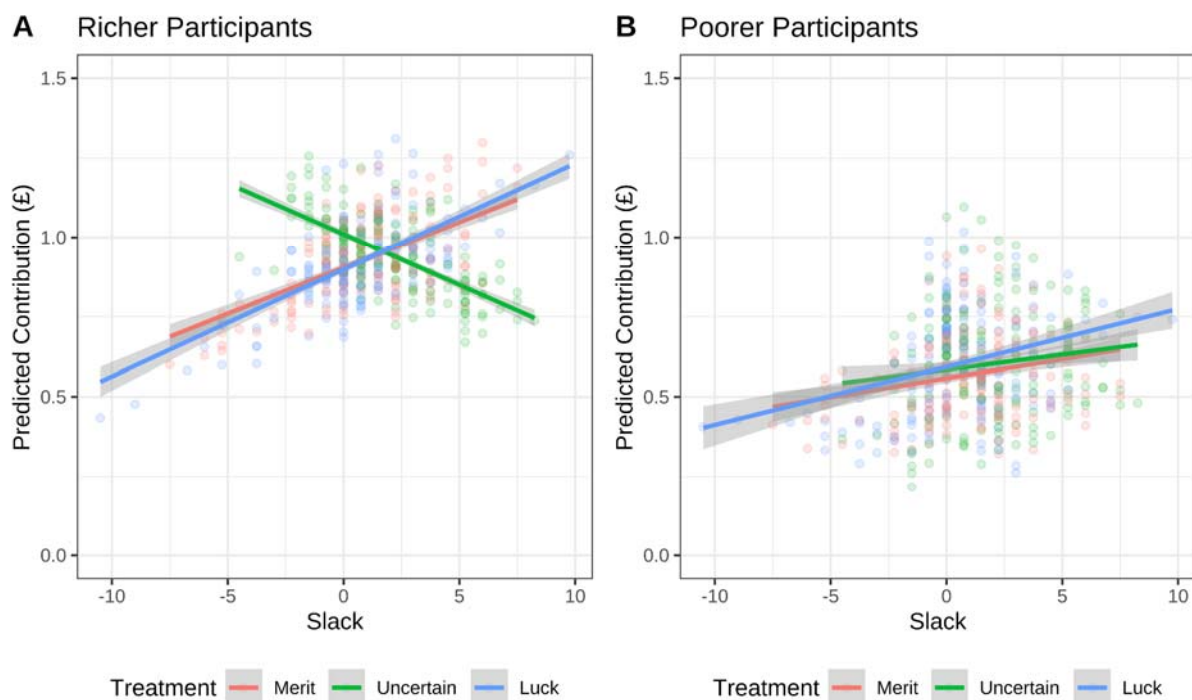 A Richer Participants
1.5
1.0
0.5
0.0
Predicted Contribution (£)
-10 -5 0 5 10
Slack
Treatment Merit Uncertain Luck
B Poorer Participants
1.5
1.0
0.5
0.0
Predicted Contribution (£)
-10 -5 0 5 10
Slack
Treatment Merit Uncertain Luck